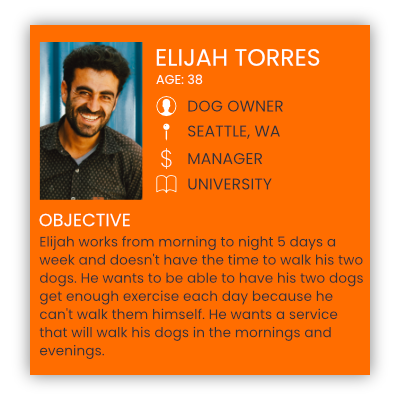 ELIJAH TORRES
AGE: 38
DOG OWNER
SEATTLE, WA
MANAGER
UNIVERSITY
OBJECTIVE
Elijah works from morning to night 5 days a
week and doesn't have the time to walk his two
dogs. He wants to be able to have his two dogs
get enough exercise each day because he
can't walk them himself. He wants a service
that will walk his dogs in the mornings and
evenings.